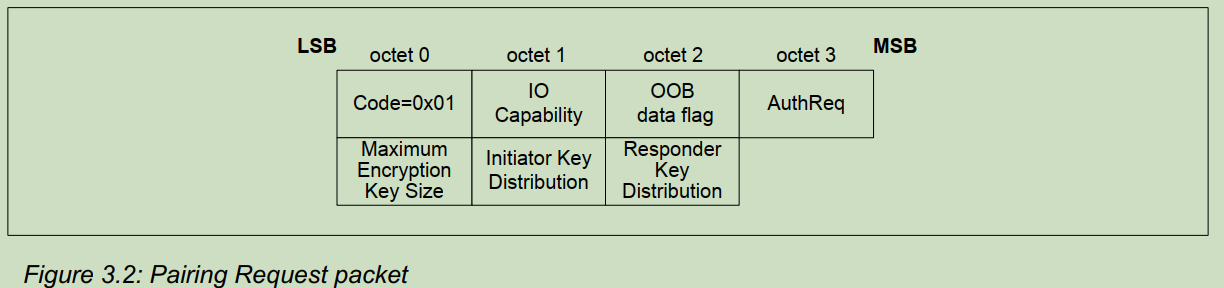 LSB octet 0 octet 1 octet 2 octet 3 MSB
Code=0x01
IO
Capability
OOB
data flag
AuthReq
Maximum
Encryption
Key Size
Initiator Key
Distribution
Responder
Key
Distribution
Figure 3.2: Pairing Request packet